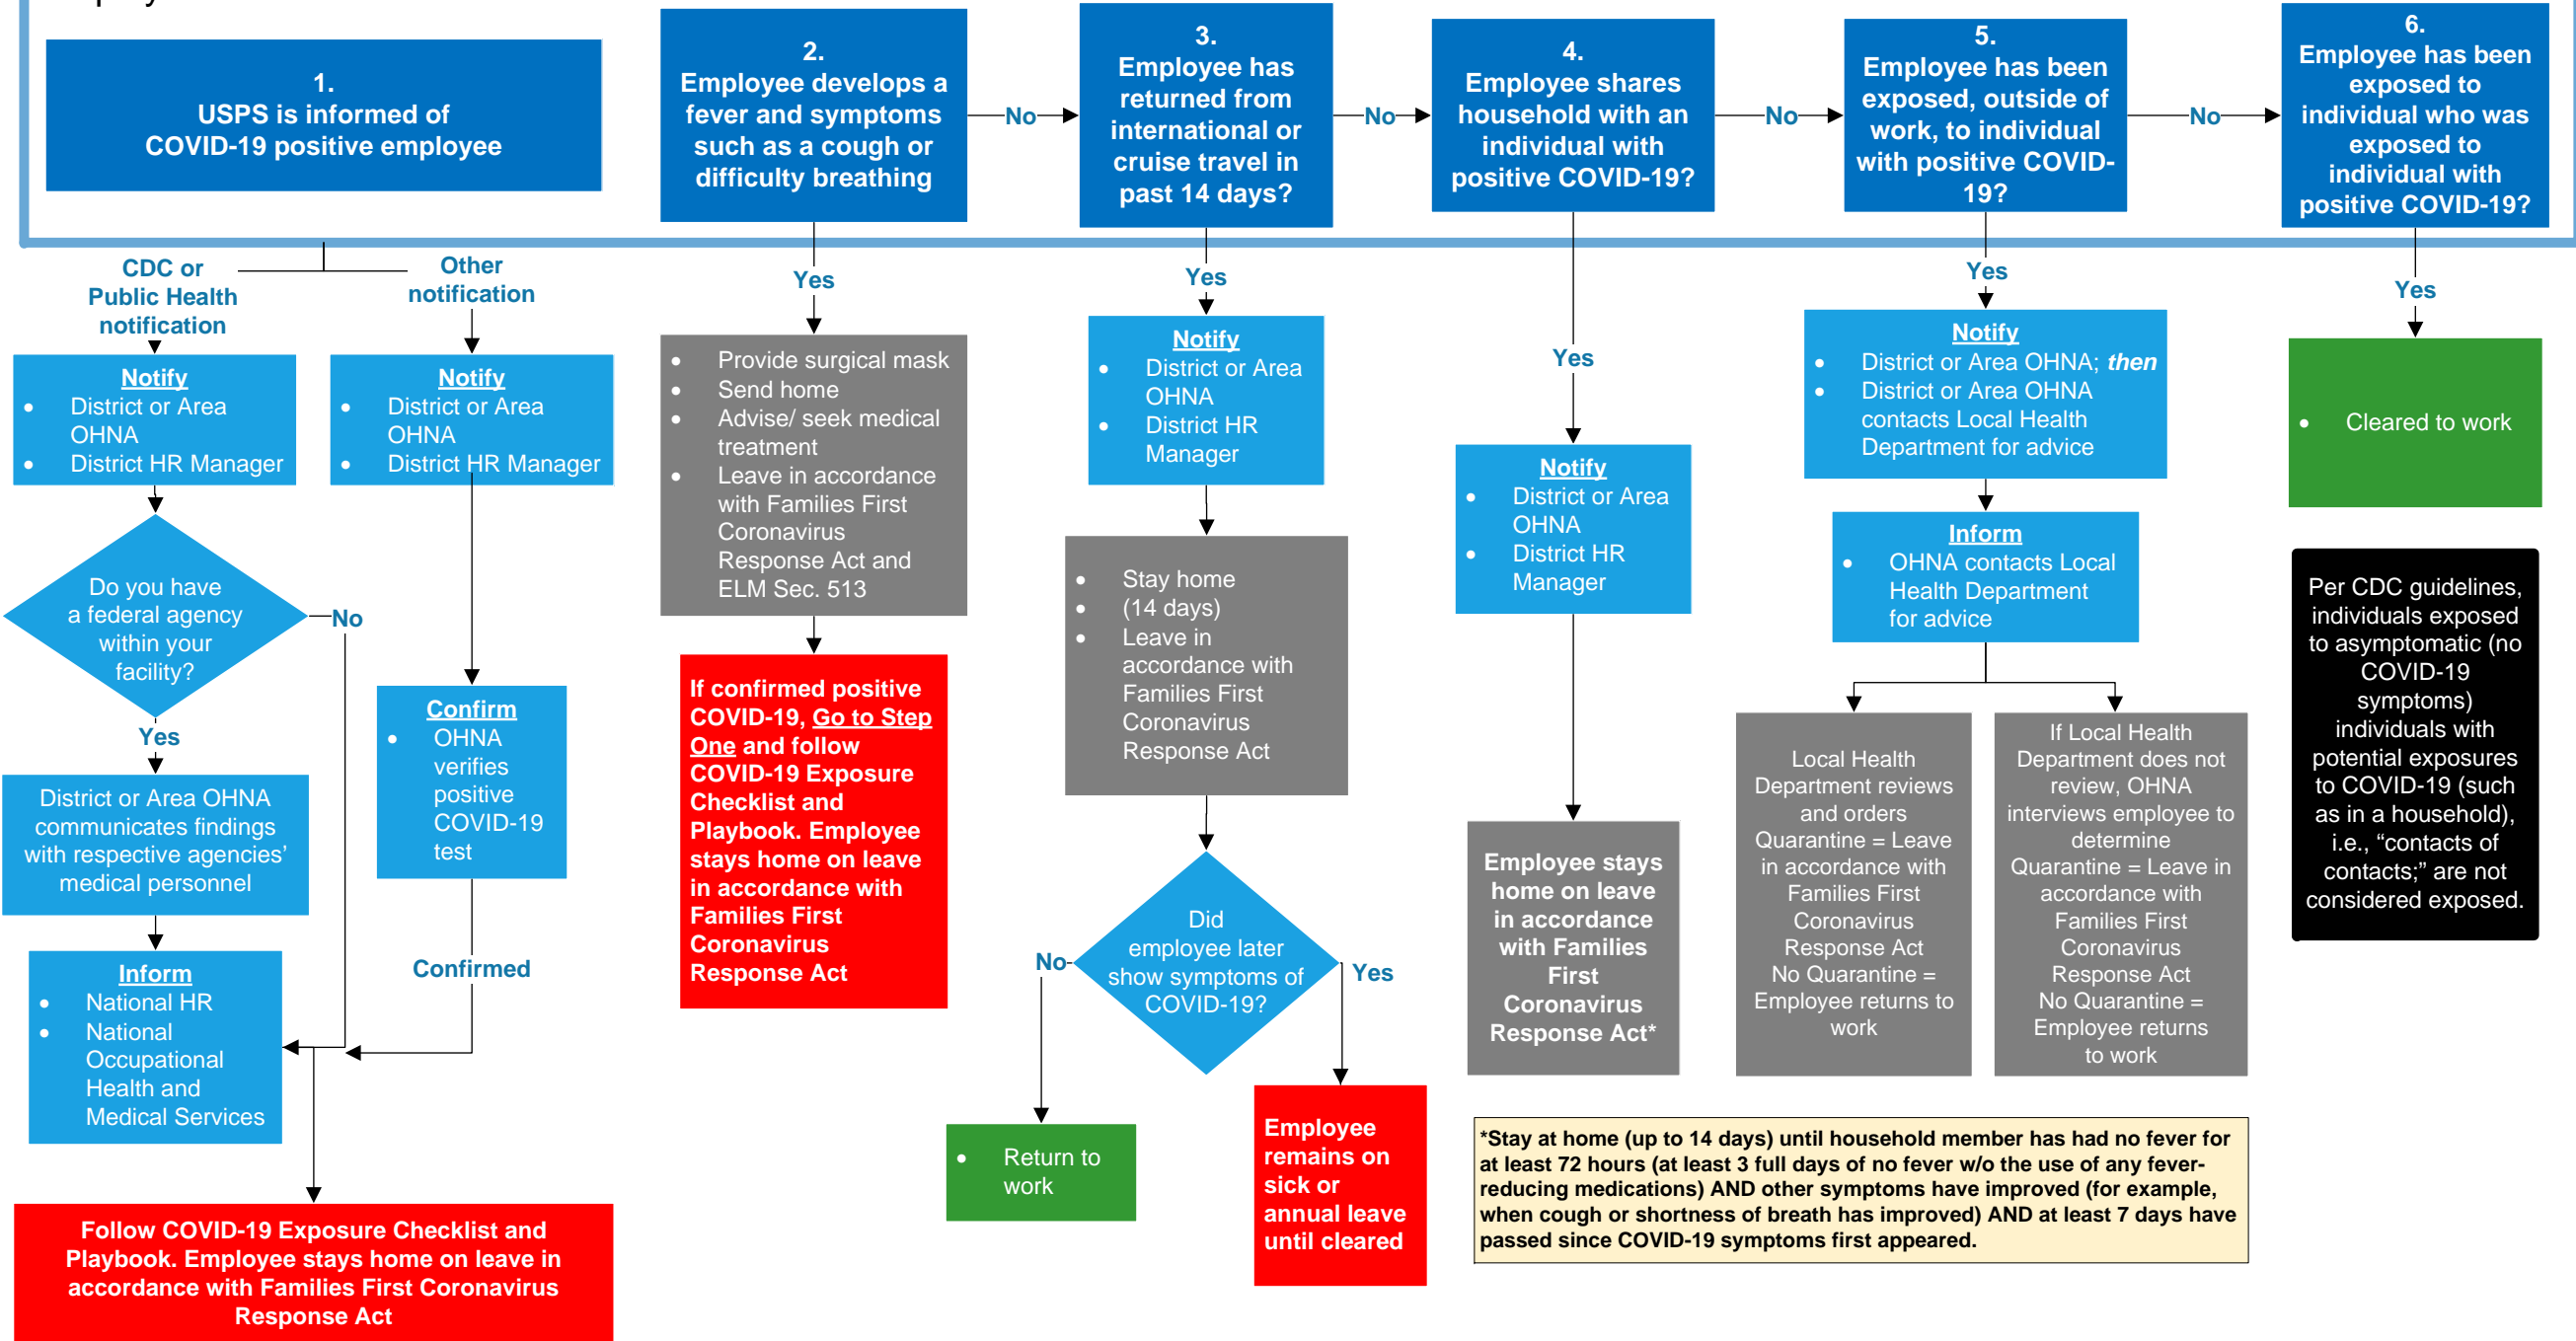 1.
USPS is informed of
COVID-19 positive employee
2.
Employee develops a
fever and symptoms
such as a cough or
difficulty breathing
No
3.
Employee has
returned from
international or
cruise travel in
past 14 days?
No
4.
Employee shares
household with an
individual with
positive COVID-19?
No
5.
Employee has been
exposed, outside of
work, to individual
with positive COVID-
19?
No
6.
Employee has been
exposed to
individual who was
exposed to
individual with
positive COVID-19?
CDC or
Public Health
notification
Notify
• District or Area
OHNA
• District HR Manager
Do you have
a federal agency
within your
facility?
No
Yes
District or Area OHNA
communicates findings
with respective agencies’
medical personnel
Inform
• National HR
• National
Occupational
Health and
Medical Services
Other
notification
Notify
• District or Area
OHNA
• District HR Manager
Confirm
• OHNA
verifies
positive
COVID-19
test
Confirmed
Follow COVID-19 Exposure Checklist and
Playbook. Employee stays home on leave in
accordance with Families First Coronavirus
Response Act
Yes
• Provide surgical mask
• Send home
• Advise/ seek medical
treatment
• Leave in accordance
with Families First
Coronavirus
Response Act and
ELM Sec. 513
If confirmed positive
COVID-19, Go to Step
One and follow
COVID-19 Exposure
Checklist and
Playbook. Employee
stays home on leave
in accordance with
Families First
Coronavirus
Response Act
Yes
Notify
• District or Area
OHNA
• District HR
Manager
• Stay home
• (14 days)
• Leave in
accordance with
Families First
Coronavirus
Response Act
Did
employee later
show symptoms of
COVID-19?
No
Yes
• Return to
work
Employee
remains on
sick or
annual leave
until cleared
Yes
Notify
• District or Area
OHNA
• District HR
Manager
Employee stays
home on leave
in accordance
with Families
First
Coronavirus
Response Act*
Yes
Notify
• District or Area OHNA; then
• District or Area OHNA
contacts Local Health
Department for advice
Inform
• OHNA contacts Local
Health Department
for advice
Local Health
Department reviews
and orders
Quarantine = Leave
in accordance with
Families First
Coronavirus
Response Act
No Quarantine =
Employee returns to
work
If Local Health
Department does not
review, OHNA
interviews employee to
determine
Quarantine = Leave in
accordance with
Families First
Coronavirus
Response Act
No Quarantine =
Employee returns
to work
*Stay at home (up to 14 days) until household member has had no fever for
at least 72 hours (at least 3 full days of no fever w/o the use of any fever-
reducing medications) AND other symptoms have improved (for example,
when cough or shortness of breath has improved) AND at least 7 days have
passed since COVID-19 symptoms first appeared.
Yes
• Cleared to work
Per CDC guidelines,
individuals exposed
to asymptomatic (no
COVID-19
symptoms)
individuals with
potential exposures
to COVID-19 (such
as in a household),
i.e., “contacts of
contacts;” are not
considered exposed.